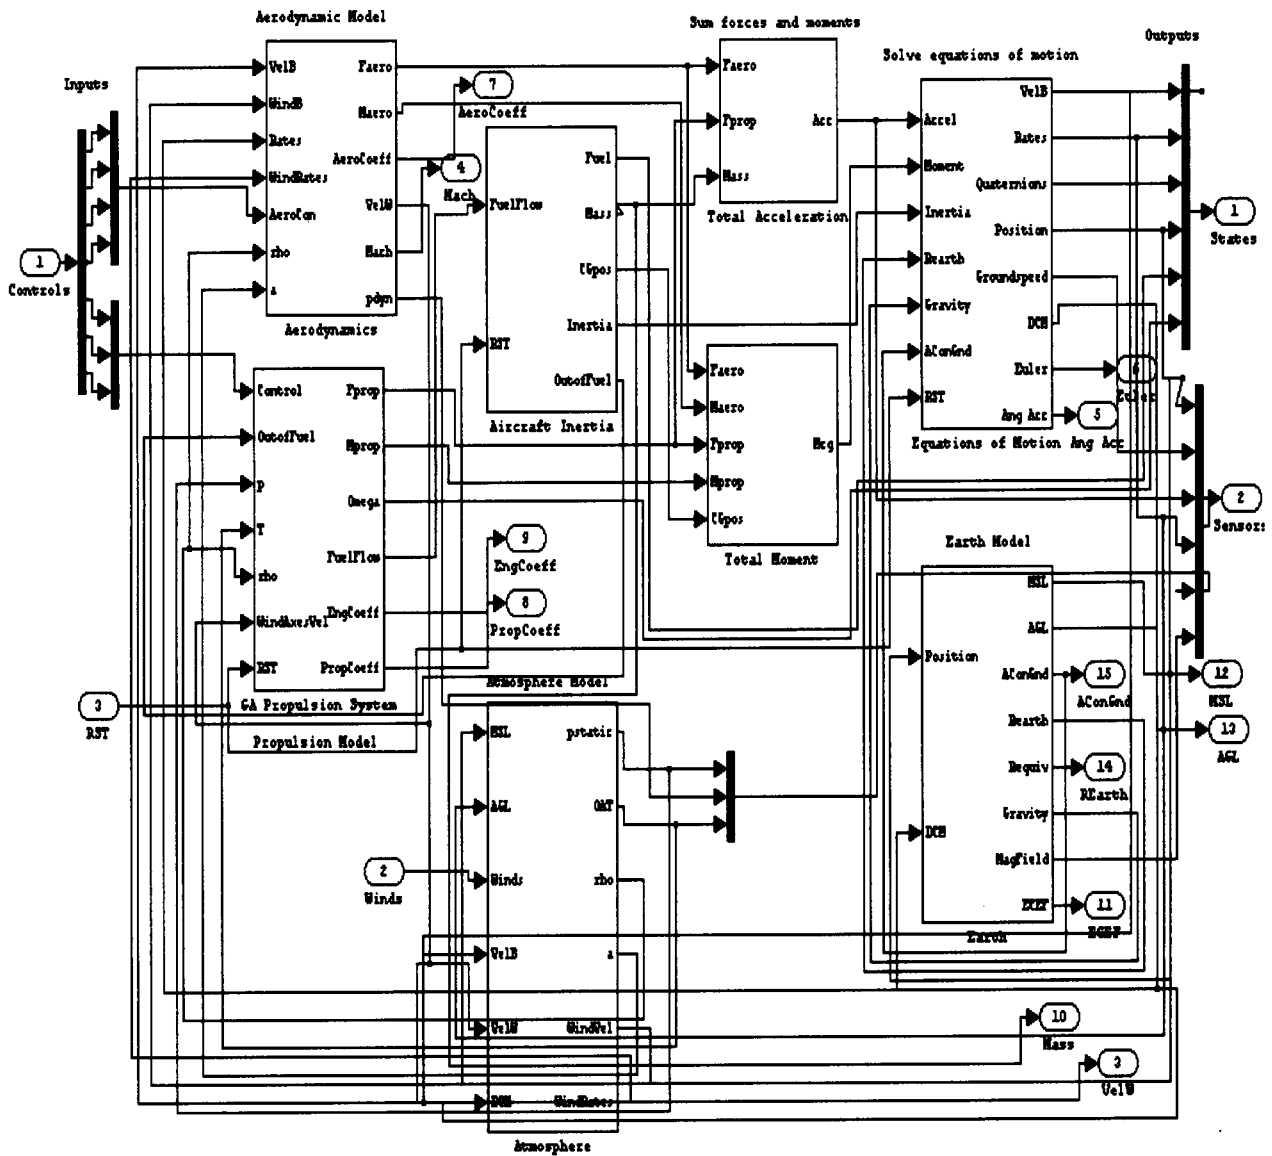 Inputs
1
Controls
Aerodynamic Model
VelB
WindB
Rates
WindRates
AeroCon
rho
a
Faero
Maero
AeroCoeff
VelW
Mach
pdyn
Aerodynamics
7
AeroCoeff
4
Mach
Control
OutofFuel
p
T
rho
WindAxesVel
RST
Fprop
Mprop
Omega
FuelFlow
EngCoeff
PropCoeff
GA Propulsion System
Propulsion Model
3
RST
9
EngCoeff
8
PropCoeff
FuelFlow
RST
Fuel
Mass
CGpos
Inertia
OutofFuel
Aircraft Inertia
Sum forces and moments
Faero
Fprop
Mass
Acc
Total Acceleration
Faero
Maero
Fprop
Mprop
CGpos
Mcg
Total Moment
Solve equations of motion
Accel
Moment
Inertia
Rearth
Gravity
AConGnd
RST
VelB
Rates
Quaternions
Position
Groundspeed
DCM
Euler
Ang Acc
Equations of Motion
6
Euler
5
Ang Acc
Outputs
1
States
2
Sensors
Earth Model
Position
DCM
MSL
AGL
AConGnd
Rearth
Requiv
Gravity
MagField
ECEF
Earth
15
AConGnd
14
REarth
11
ECEF
12
MSL
13
AGL
Atmosphere Model
MSL
AGL
Winds
VelB
VelW
DCM
pstatic
OAT
rho
a
WindVel
WindRates
Atmosphere
2
Winds
10
Mass
3
VelW